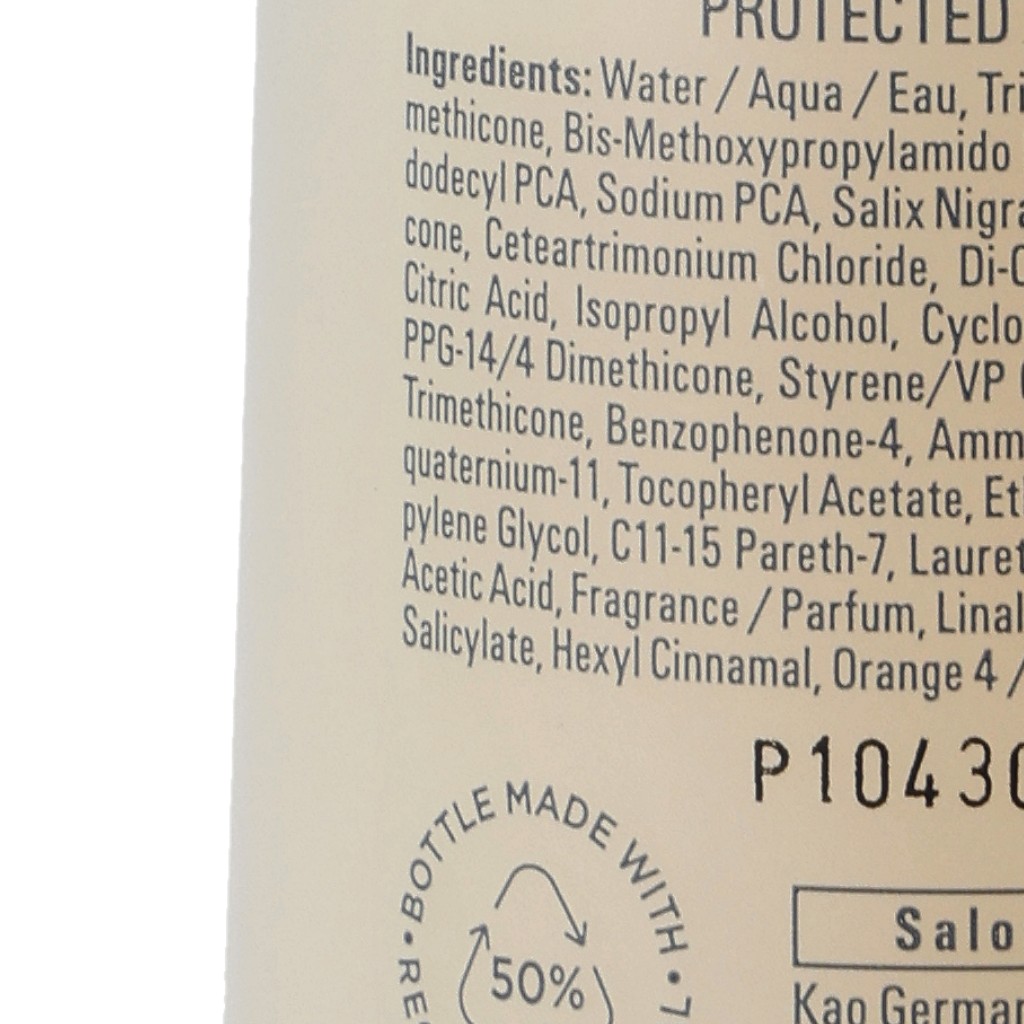 PROTECTED
Ingredients: Water / Aqua / Eau, Tri
methicone, Bis-Methoxypropylamido
dodecyl PCA, Sodium PCA, Salix Nigra
cone, Ceteartrimonium Chloride, Di-C
Citric Acid, Isopropyl Alcohol, Cyclo
PPG-14/4 Dimethicone, Styrene/VP
Trimethicone, Benzophenone-4, Amm
quaternium-11, Tocopheryl Acetate, Et
pylene Glycol, C11-15 Pareth-7, Lauret
Acetic Acid, Fragrance / Parfum, Linal
Salicylate, Hexyl Cinnamal, Orange 4 /
P10430
• BOTTLE MADE WITH • 7
REC
50%
Salo
Kao German